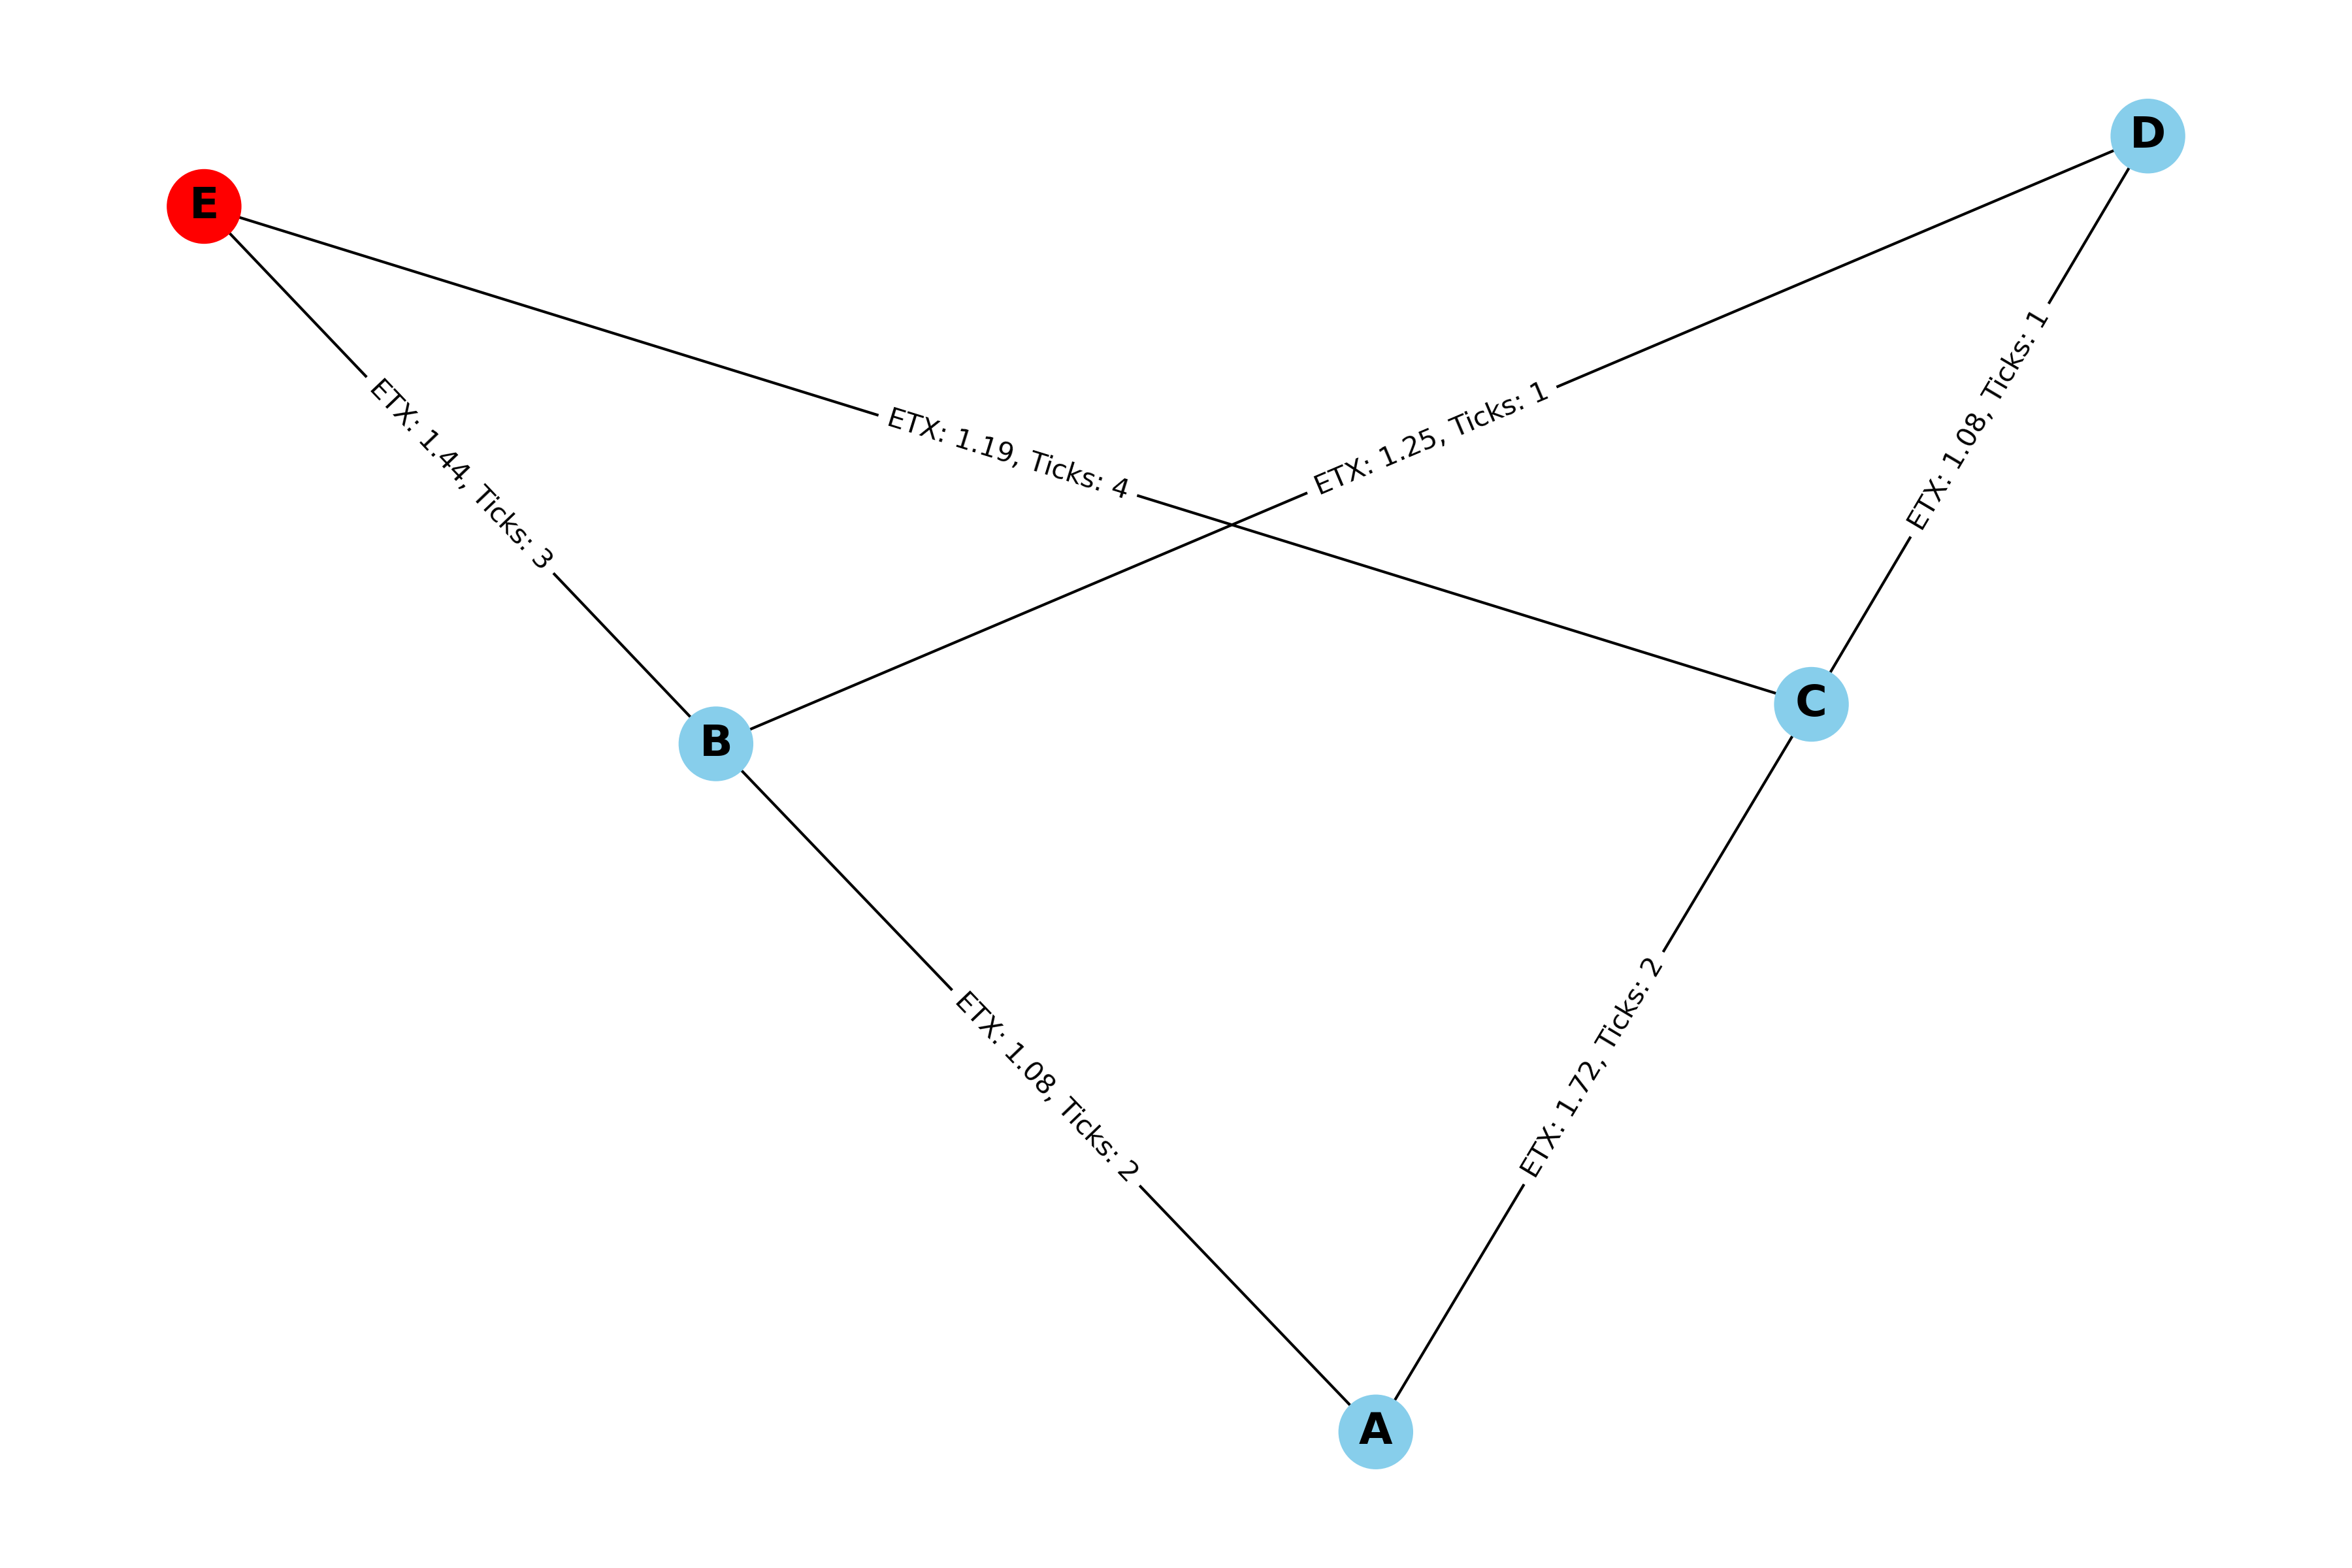 D
E
ETX: 1.08, Ticks: 1
ETX: 1.25, Ticks: 1
ETX: 1.19, Ticks: 4
ETX: 1.44, Ticks: 3
C
B
ETX: 1.72, Ticks: 2
ETX: 1.08, Ticks: 2
A